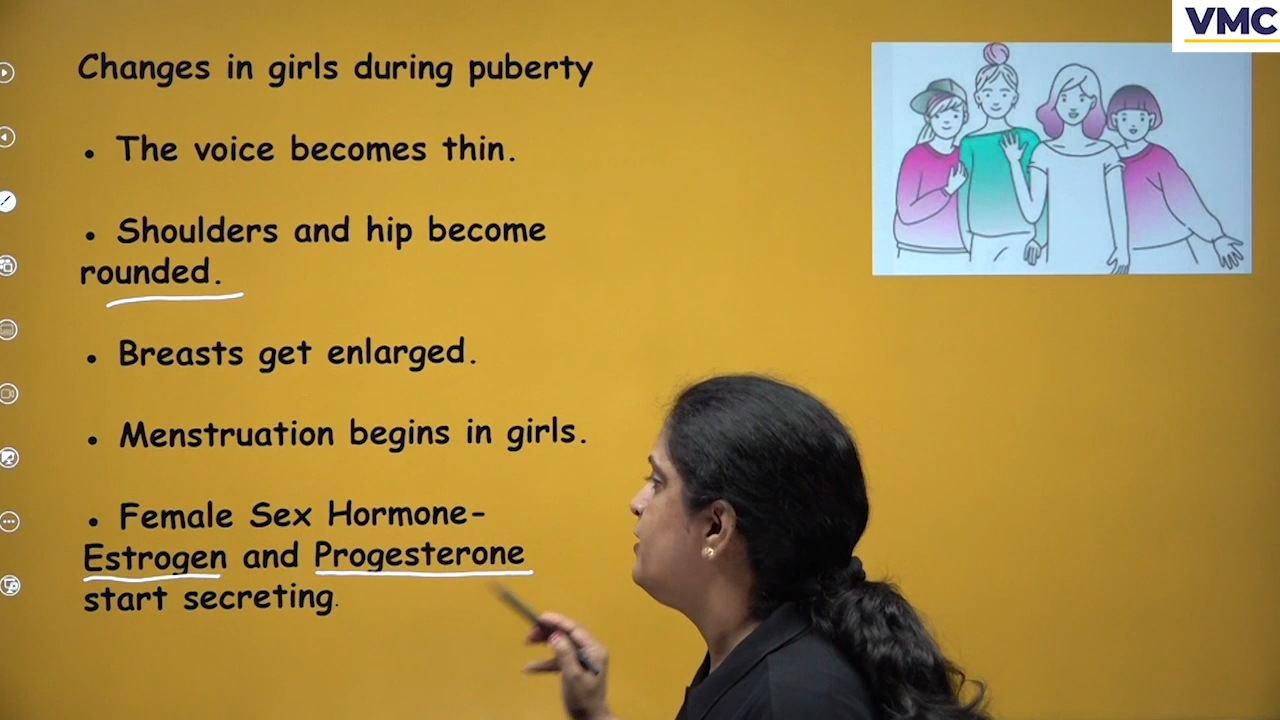 VMC
Changes in girls during puberty
• The voice becomes thin.
• Shoulders and hip become
rounded.
• Breasts get enlarged.
• Menstruation begins in girls.
• Female Sex Hormone-
Estrogen and Progesterone
start secreting.